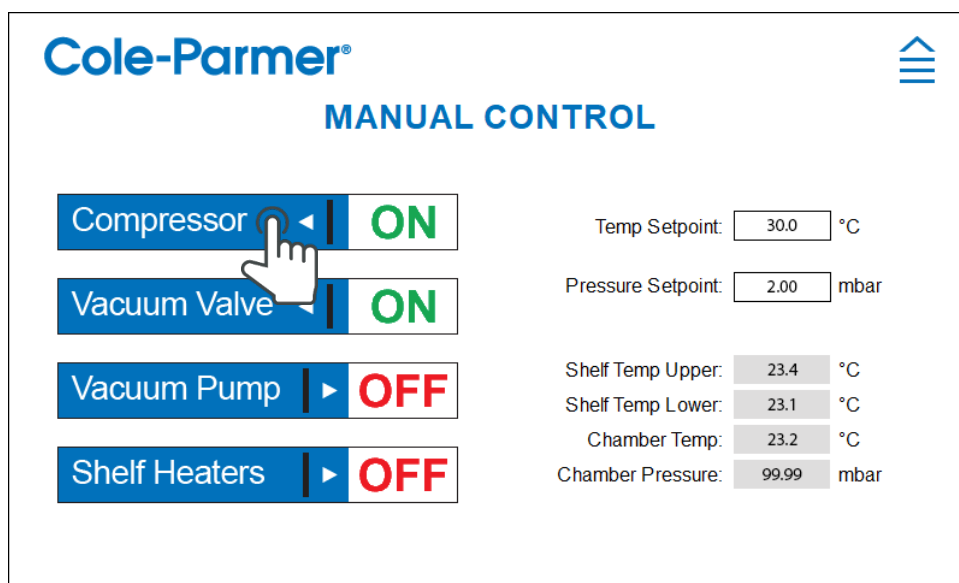 Cole-Parmer®
MANUAL CONTROL
Compressor ON
Vacuum Valve ON
Vacuum Pump OFF
Shelf Heaters OFF
Temp Setpoint: 30.0 °C
Pressure Setpoint: 2.00 mbar
Shelf Temp Upper: 23.4 °C
Shelf Temp Lower: 23.1 °C
Chamber Temp: 23.2 °C
Chamber Pressure: 99.99 mbar